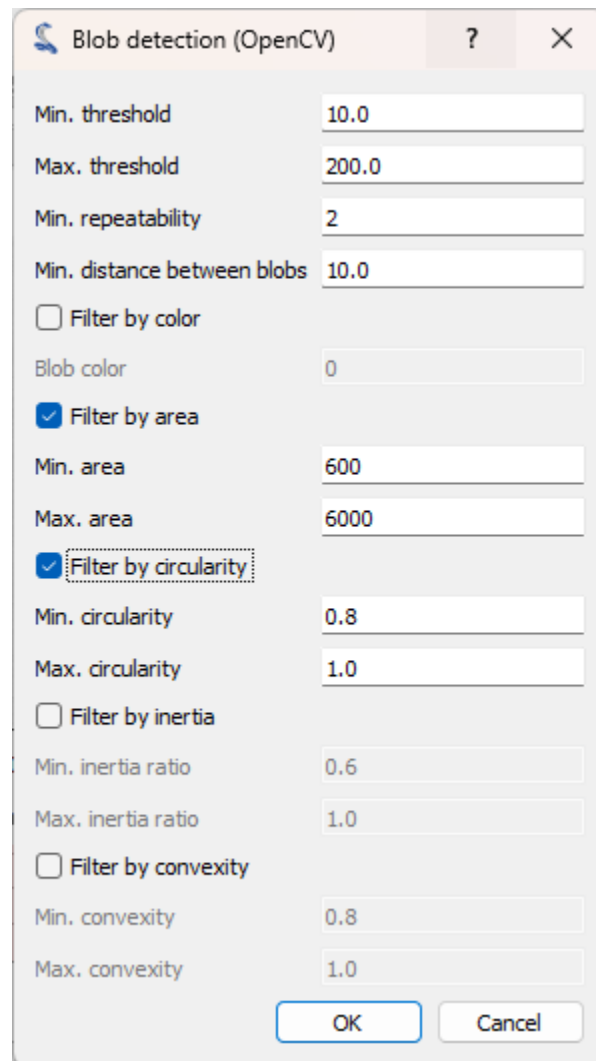 Blob detection (OpenCV) ?
Min. threshold 10.0
Max. threshold 200.0
Min. repeatability 2
Min. distance between blobs 10.0
Filter by color
Blob color 0
Filter by area
Min. area 600
Max. area 6000
Filter by circularity
Min. circularity 0.8
Max. circularity 1.0
Filter by inertia
Min. inertia ratio 0.6
Max. inertia ratio 1.0
Filter by convexity
Min. convexity 0.8
Max. convexity 1.0
OK Cancel